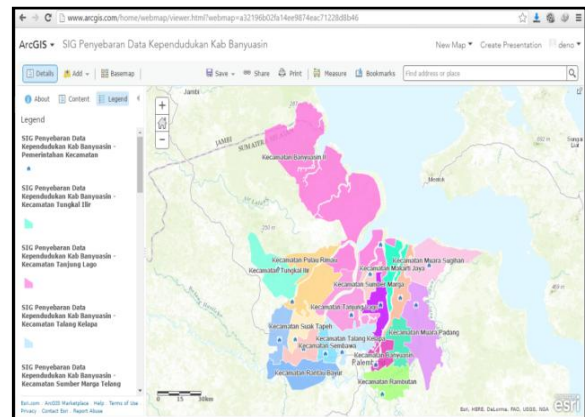 www.arcgis.com/home/webmap/viewer.html?webmap=a32196b02fa14ee9874eac71228d8b46
ArcGIS SIG Penyebaran Data Kependudukan Kab Banyuasin
New Map Create Presentation deno
Details Add Basemap Save Share Print Measure Bookmarks Find address or place
About Content Legend
Legend
SIG Penyebaran Data
Kependudukan Kab Banyuasin -
Pemerintahan Kecamatan
SIG Penyebaran Data
Kependudukan Kab Banyuasin -
Kecamatan Tungkal Ilir
SIG Penyebaran Data
Kependudukan Kab Banyuasin -
Kecamatan Tanjung Lago
SIG Penyebaran Data
Kependudukan Kab Banyuasin -
Kecamatan Talang Kelapa
SIG Penyebaran Data
Kependudukan Kab Banyuasin -
Kecamatan Sumber Marga Telang
Esri.com ArcGIS Marketplace Help Terms of Use
Privacy Contact Esri Report Abuse
+
-
Jambi
JAMBI
Kecamatan Banyuasin II
Kecamatan Pulau Rimau
Kecamatan Tungkal Ilir
Kecamatan Muara Sugihan
Kecamatan Makarti Jaya
Kecamatan Sumber Marga
Kecamatan Tanjung Lago
Kecamatan Suak Tapeh
Kecamatan Muara Padang
Kecamatan Talang Kelapa
Kecamatan Sembawa
Kecamatan Banyuasin
Palemb
Kecamatan Rantau Bayur
Kecamatan Rambutan
0 15 30km
Esri, HERE, DeLorme, FAO, USGS, NGA
esri